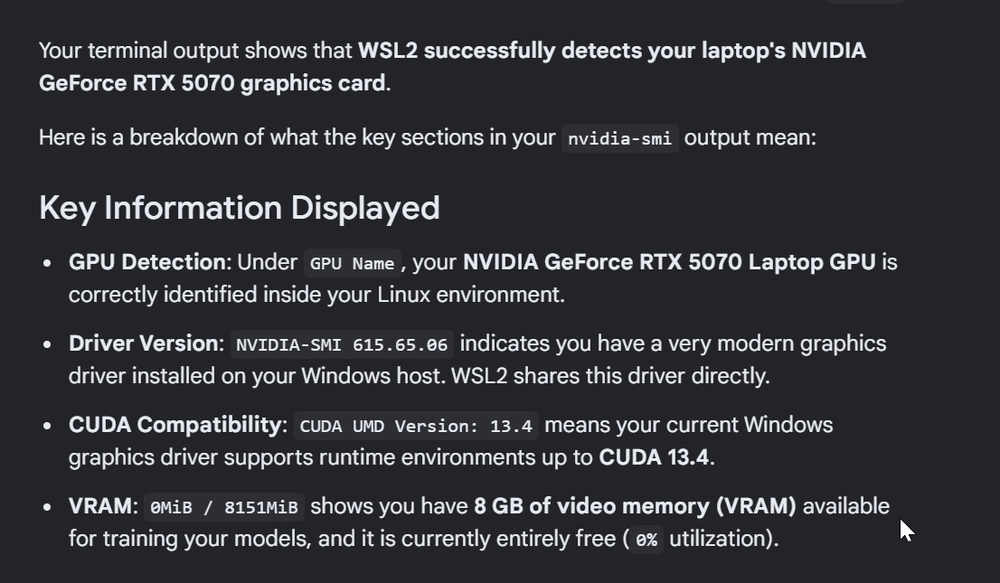 Your terminal output shows that WSL2 successfully detects your laptop's NVIDIA
GeForce RTX 5070 graphics card.
Here is a breakdown of what the key sections in your nvidia-smi output mean:
Key Information Displayed
• GPU Detection: Under GPU Name, your NVIDIA GeForce RTX 5070 Laptop GPU is
correctly identified inside your Linux environment.
• Driver Version: NVIDIA-SMI 615.65.06 indicates you have a very modern graphics
driver installed on your Windows host. WSL2 shares this driver directly.
• CUDA Compatibility: CUDA UMD Version: 13.4 means your current Windows
graphics driver supports runtime environments up to CUDA 13.4.
• VRAM: 0MiB / 8151MiB shows you have 8 GB of video memory (VRAM) available
for training your models, and it is currently entirely free ( 0% utilization).